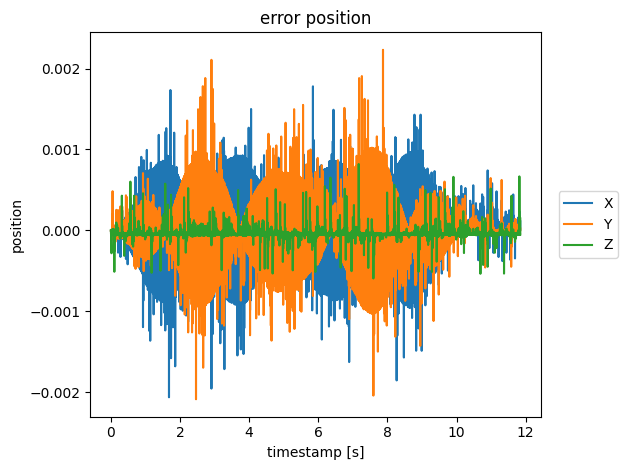 error position
0.002
0.001
0.000
−0.001
−0.002
position
0 2 4 6 8 10 12
timestamp [s]
X
Y
Z